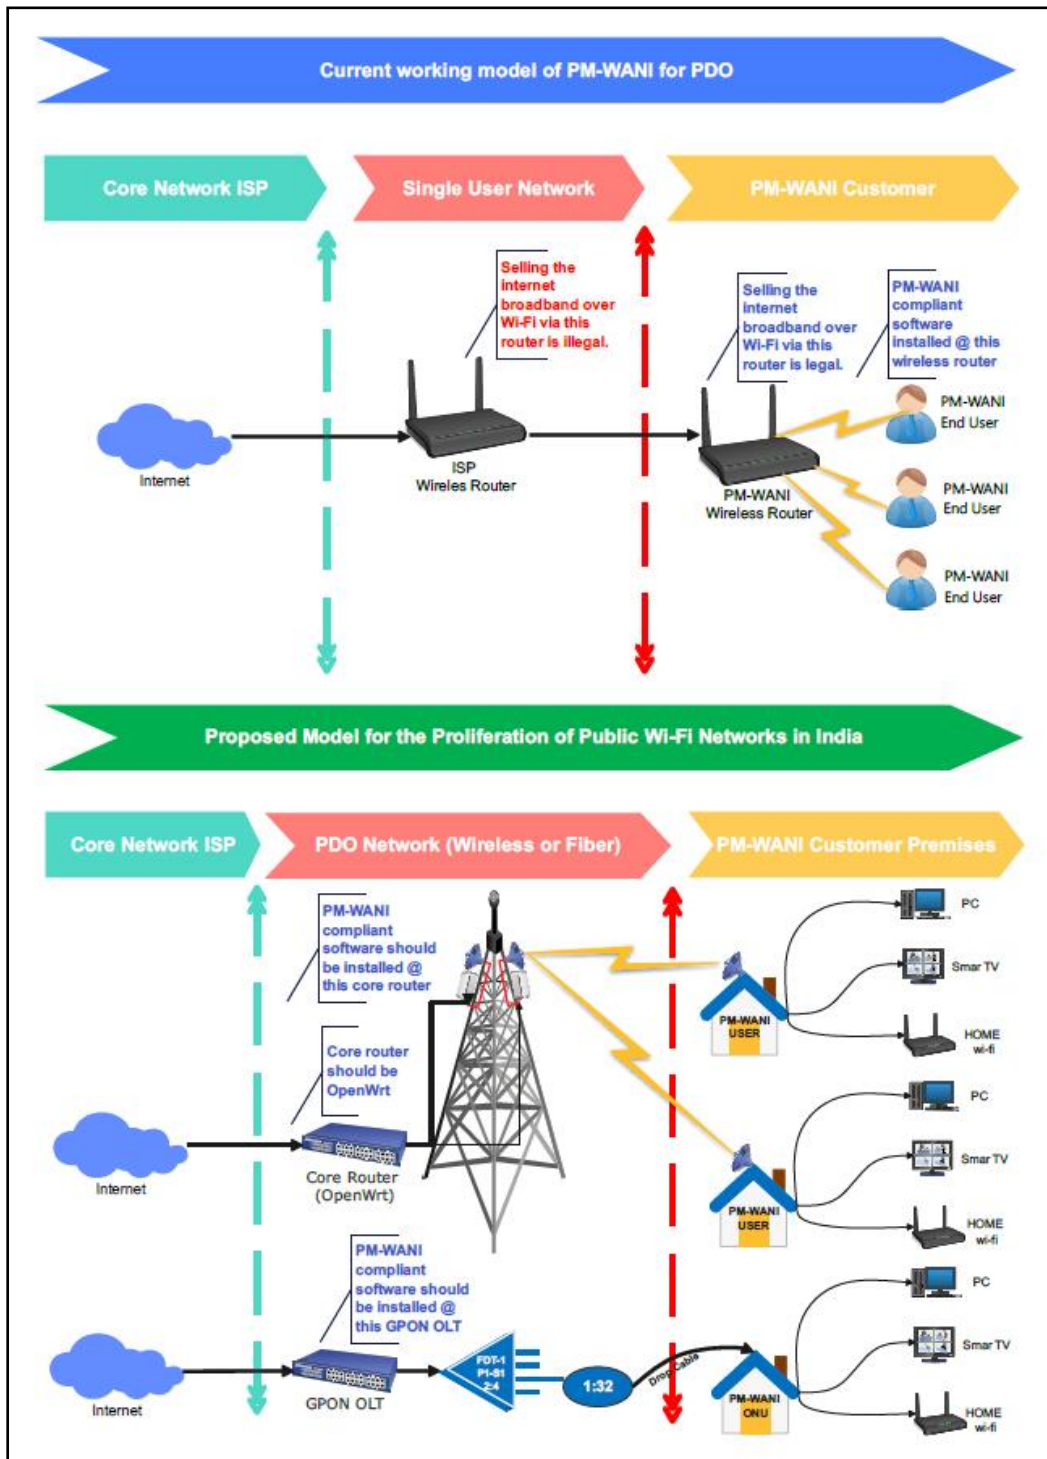 Current working model of PM-WANI for PDO
Core Network ISP
Single User Network
PM-WANI Customer
Selling the
internet
broadband over
Wi-Fi via this
router is illegal.
Selling the
internet
broadband over
Wi-Fi via this
router is legal.
PM-WANI
compliant
software
installed @ this
wireless router
Internet
ISP
Wireles Router
PM-WANI
Wireless Router
PM-WANI
End User
PM-WANI
End User
PM-WANI
End User
Proposed Model for the Proliferation of Public Wi-Fi Networks in India
Core Network ISP
PDO Network (Wireless or Fiber)
PM-WANI Customer Premises
PM-WANI
compliant
software should
be installed @
this core router
Core router
should be
OpenWrt
Internet
Core Router
(OpenWrt)
PM-WANI
USER
PC
Smar TV
HOME
wi-fi
PM-WANI
USER
PC
Smar TV
HOME
wi-fi
PM-WANI
compliant
software should
be installed @
this GPON OLT
Internet
GPON OLT
FDT-1
P1-S1
2:4
1:32
Drop Cable
PM-WANI
ONU
PC
Smar TV
HOME
wi-fi